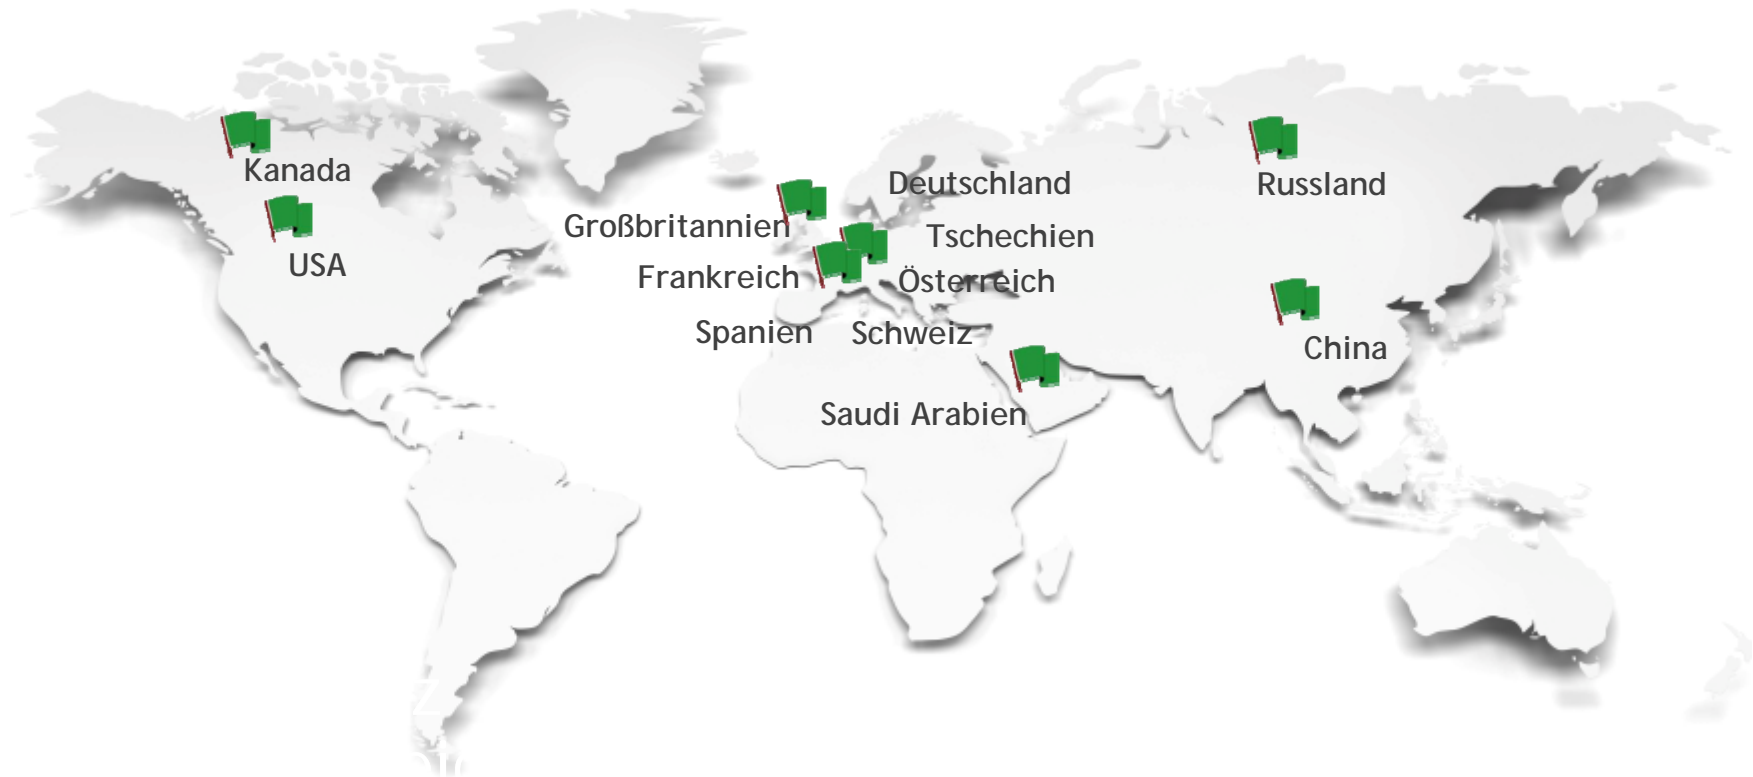 Kanada
Deutschland
Russland
Großbritannien
Tschechien
USA
Frankreich
Österreich
Spanien
Schweiz
China
Saudi Arabien